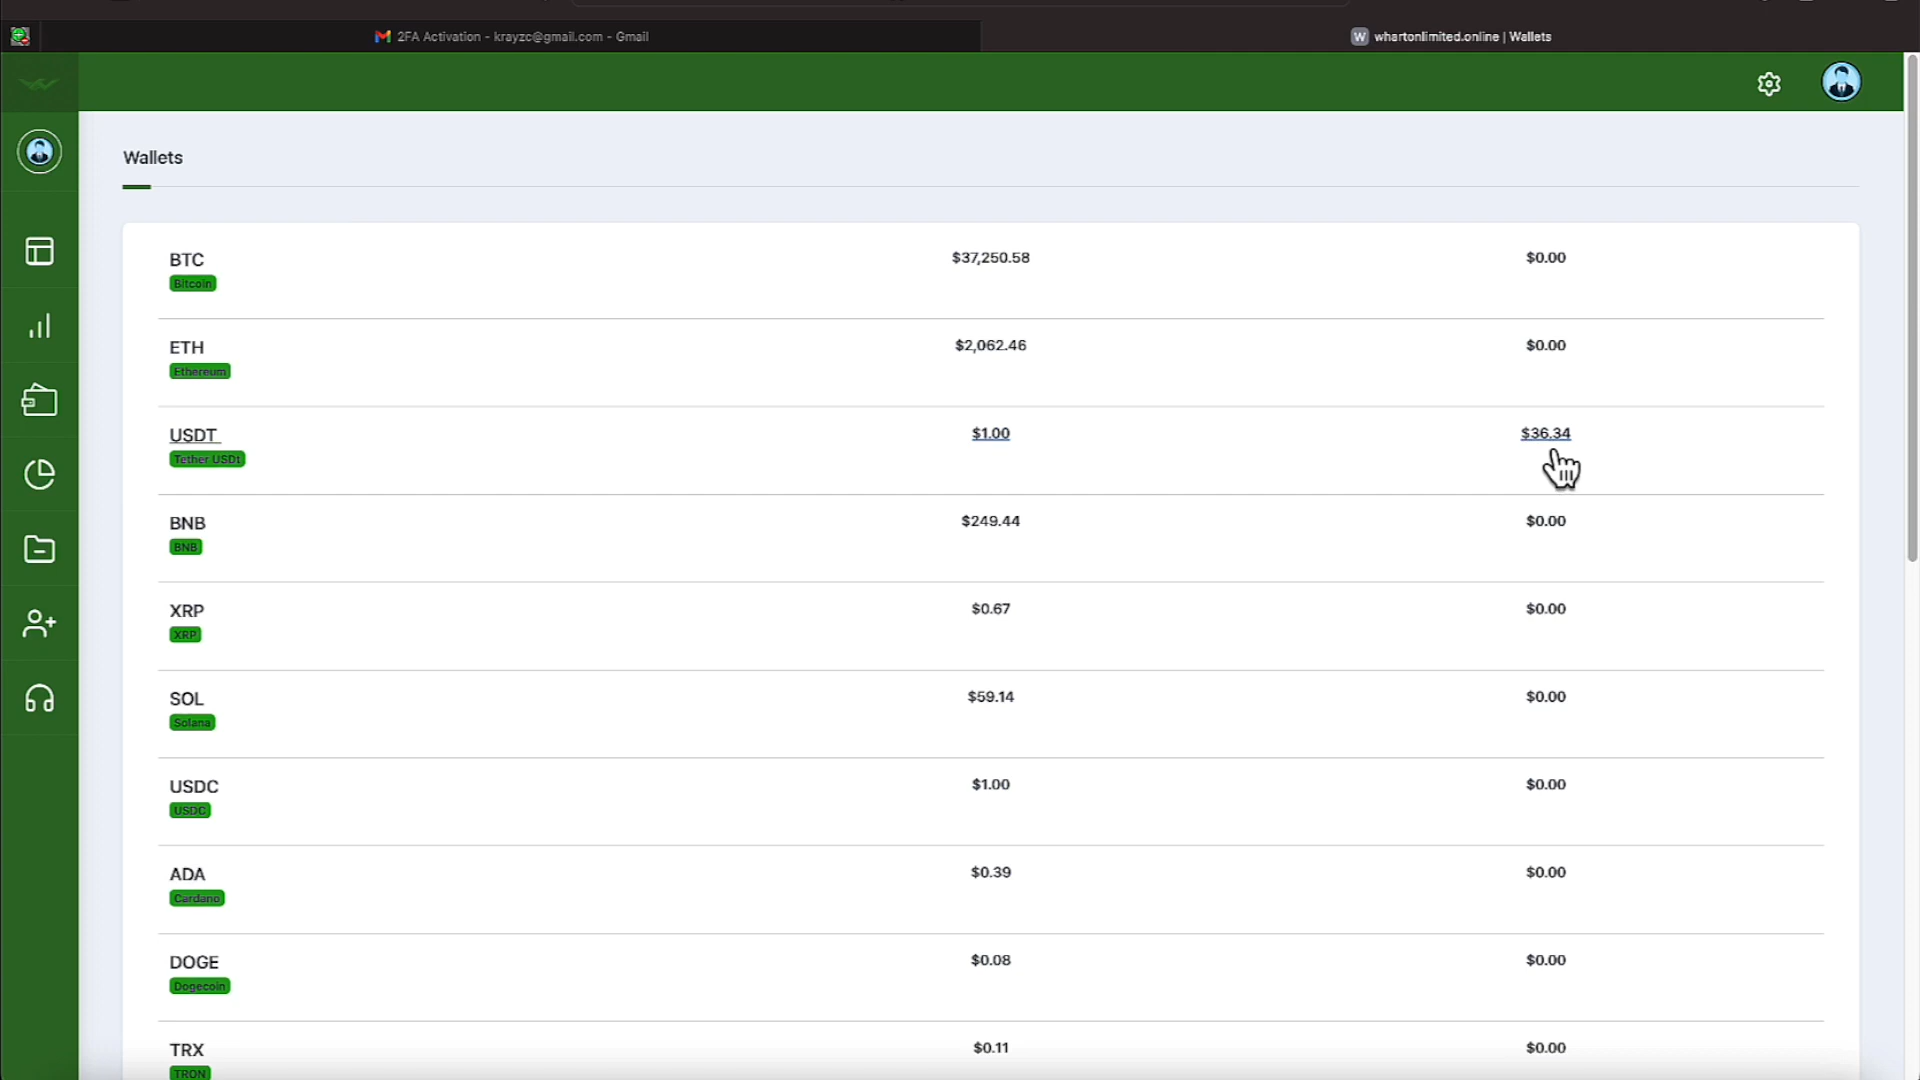 2FA Activation - krayzc@gmail.com - Gmail
W whartonlimited.online | Wallets
Wallets
BTC $37,250.58 $0.00
Bitcoin
ETH $2,062.46 $0.00
Ethereum
USDT $1.00 $36.34
Tether USDt
BNB $249.44 $0.00
BNB
XRP $0.67 $0.00
XRP
SOL $59.14 $0.00
Solana
USDC $1.00 $0.00
USDC
ADA $0.39 $0.00
Cardano
DOGE $0.08 $0.00
Dogecoin
TRX $0.11 $0.00
TRON